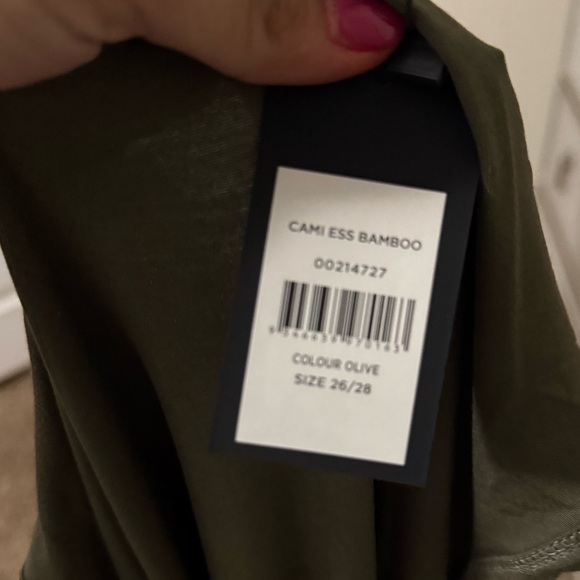 CAMI ESS BAMBOO
00214727
COLOUR OLIVE
SIZE 26/28